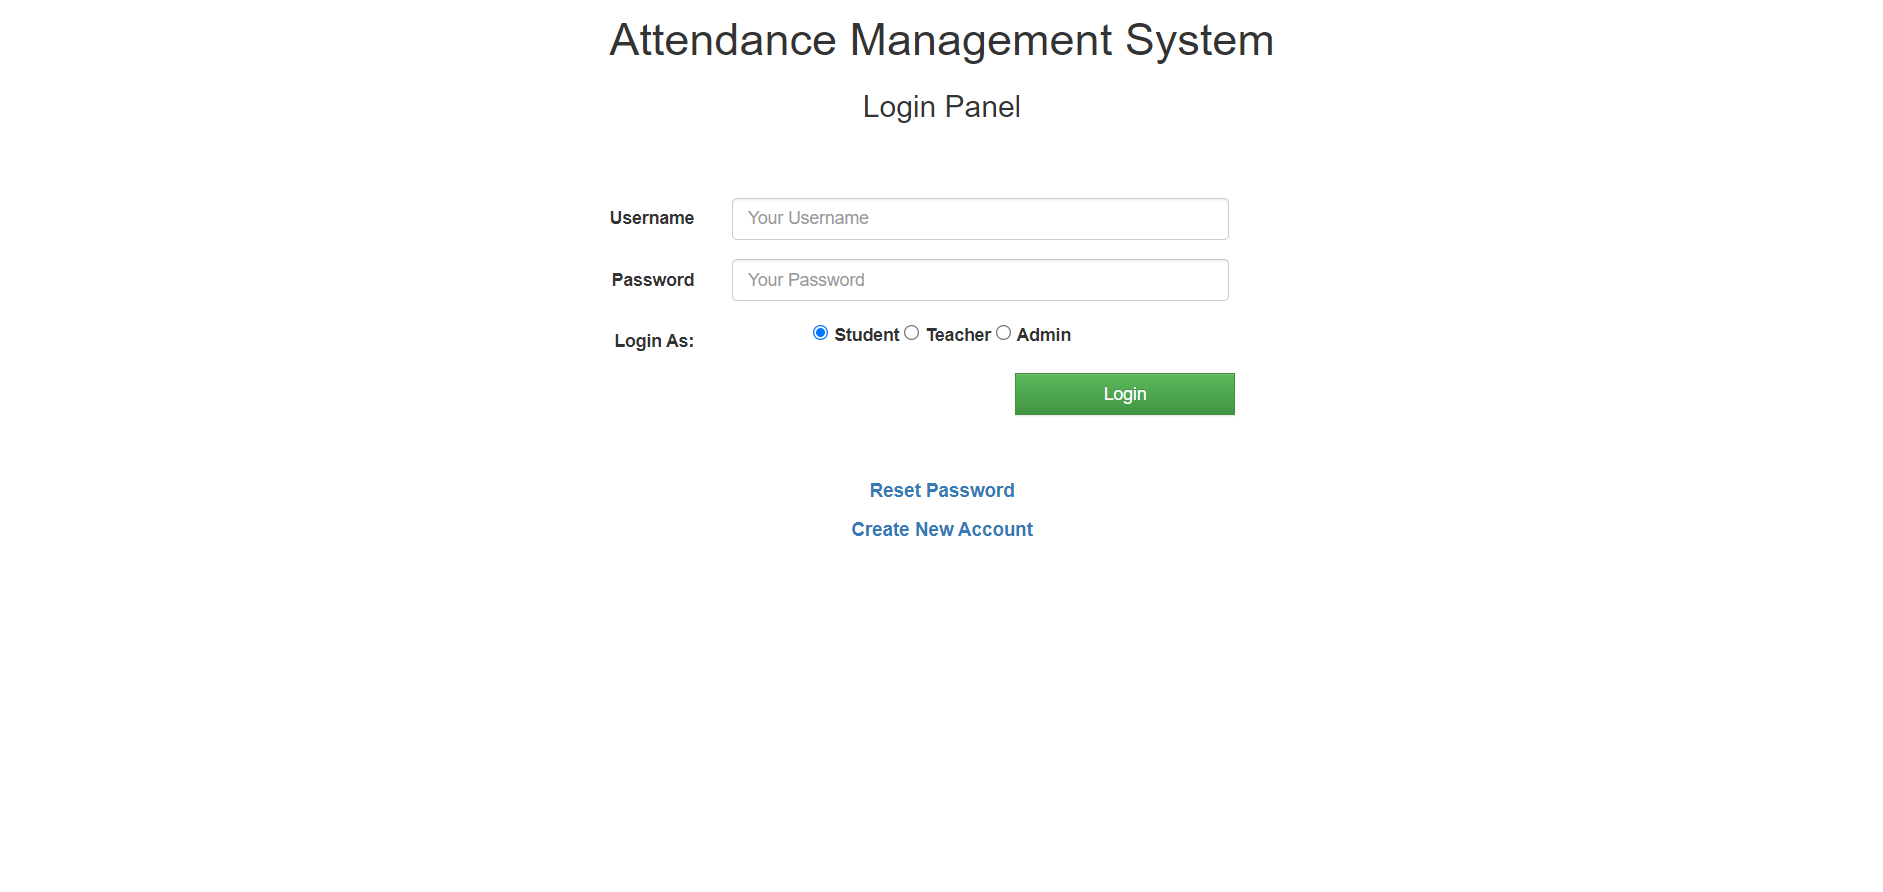 Attendance Management System
Login Panel
Username Your Username
Password Your Password
Login As: Student Teacher Admin
Login
Reset Password
Create New Account